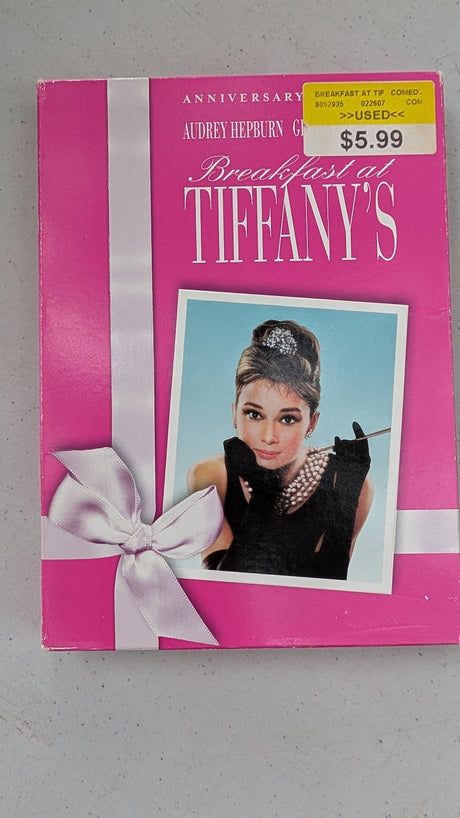 ANNIVERSARY
BREAKFAST AT TIF COMED
8052935 022607 COM
>>USED<<
$5.99
AUDREY HEPBURN
Breakfast at
TIFFANY'S